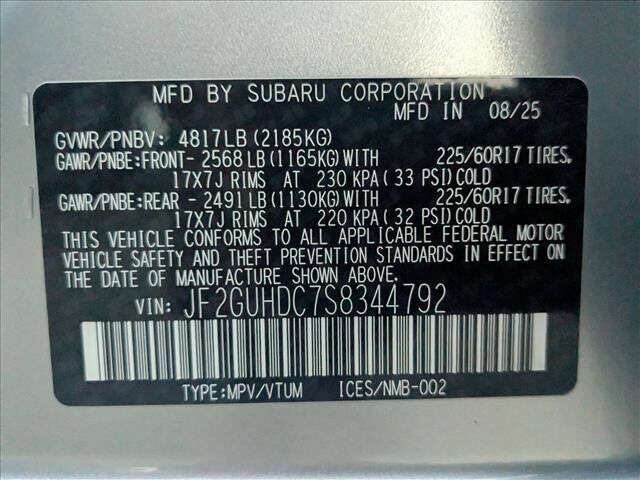 MFD BY SUBARU CORPORATION
MFD IN 08/25
GVWR/PNBV: 4817LB (2185KG)
GAWR/PNBE:FRONT- 2568 LB (1165KG) WITH 225/60R17 TIRES.
17X7J RIMS AT 230 KPA (33 PSI) COLD
GAWR/PNBE:REAR - 2491 LB (1130KG) WITH 225/60R17 TIRES.
17X7J RIMS AT 220 KPA (32 PSI) COLD
THIS VEHICLE CONFORMS TO ALL APPLICABLE FEDERAL MOTOR
VEHICLE SAFETY AND THEFT PREVENTION STANDARDS IN EFFECT ON
THE DATE OF MANUFACTURE SHOWN ABOVE.
VIN: JF2GUHDC7S8344792
TYPE:MPV/VTUM ICES/NMB-002